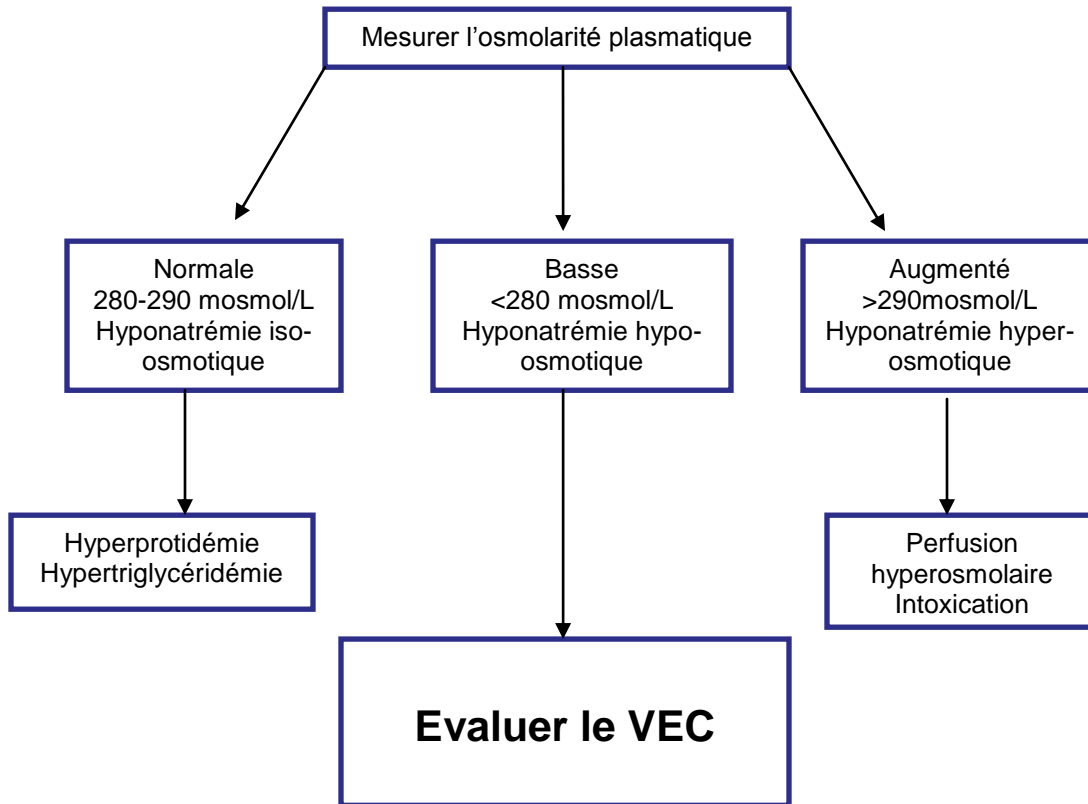 Mesurer l’osmolarité plasmatique
Normale
280-290 mosmol/L
Hyponatrémie iso-
osmotique
Basse
<280 mosmol/L
Hyponatrémie hypo-
osmotique
Augmenté
>290mosmol/L
Hyponatrémie hyper-
osmotique
Hyperprotidémie
Hypertriglycéridémie
Perfusion
hyperosmolaire
Intoxication
Evaluer le VEC